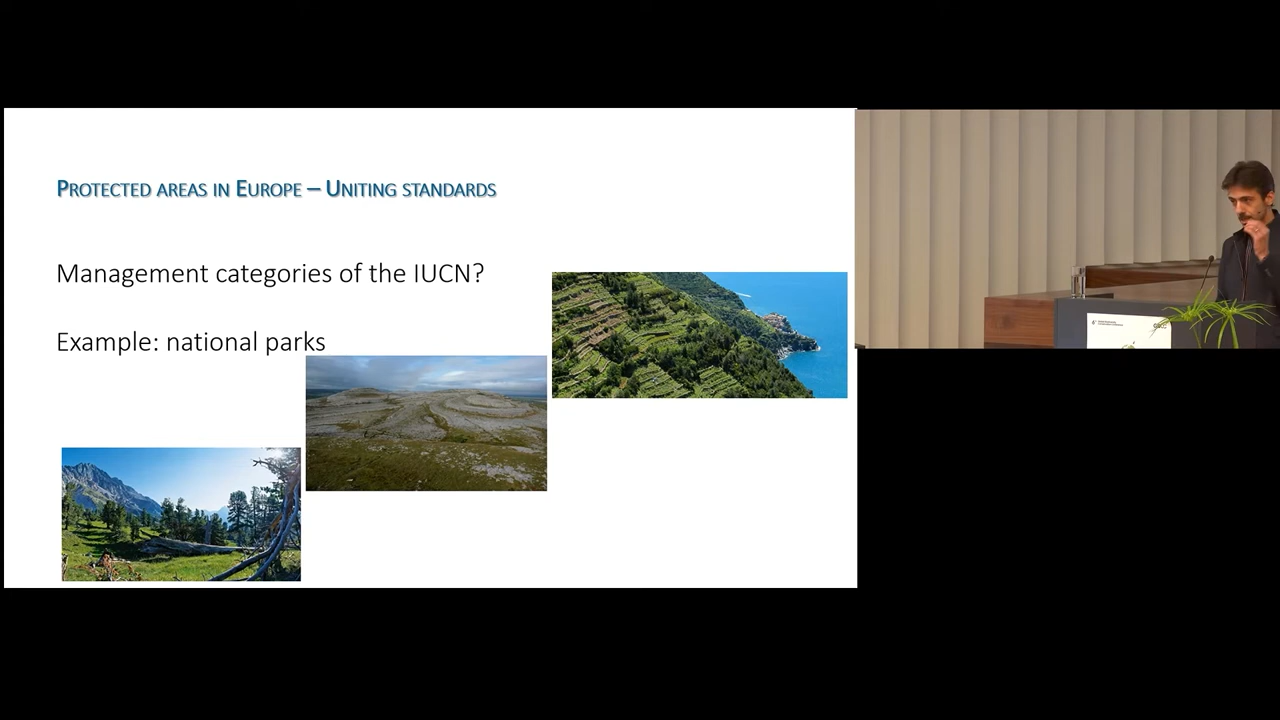 PROTECTED AREAS IN EUROPE – UNITING STANDARDS
Management categories of the IUCN?
Example: national parks